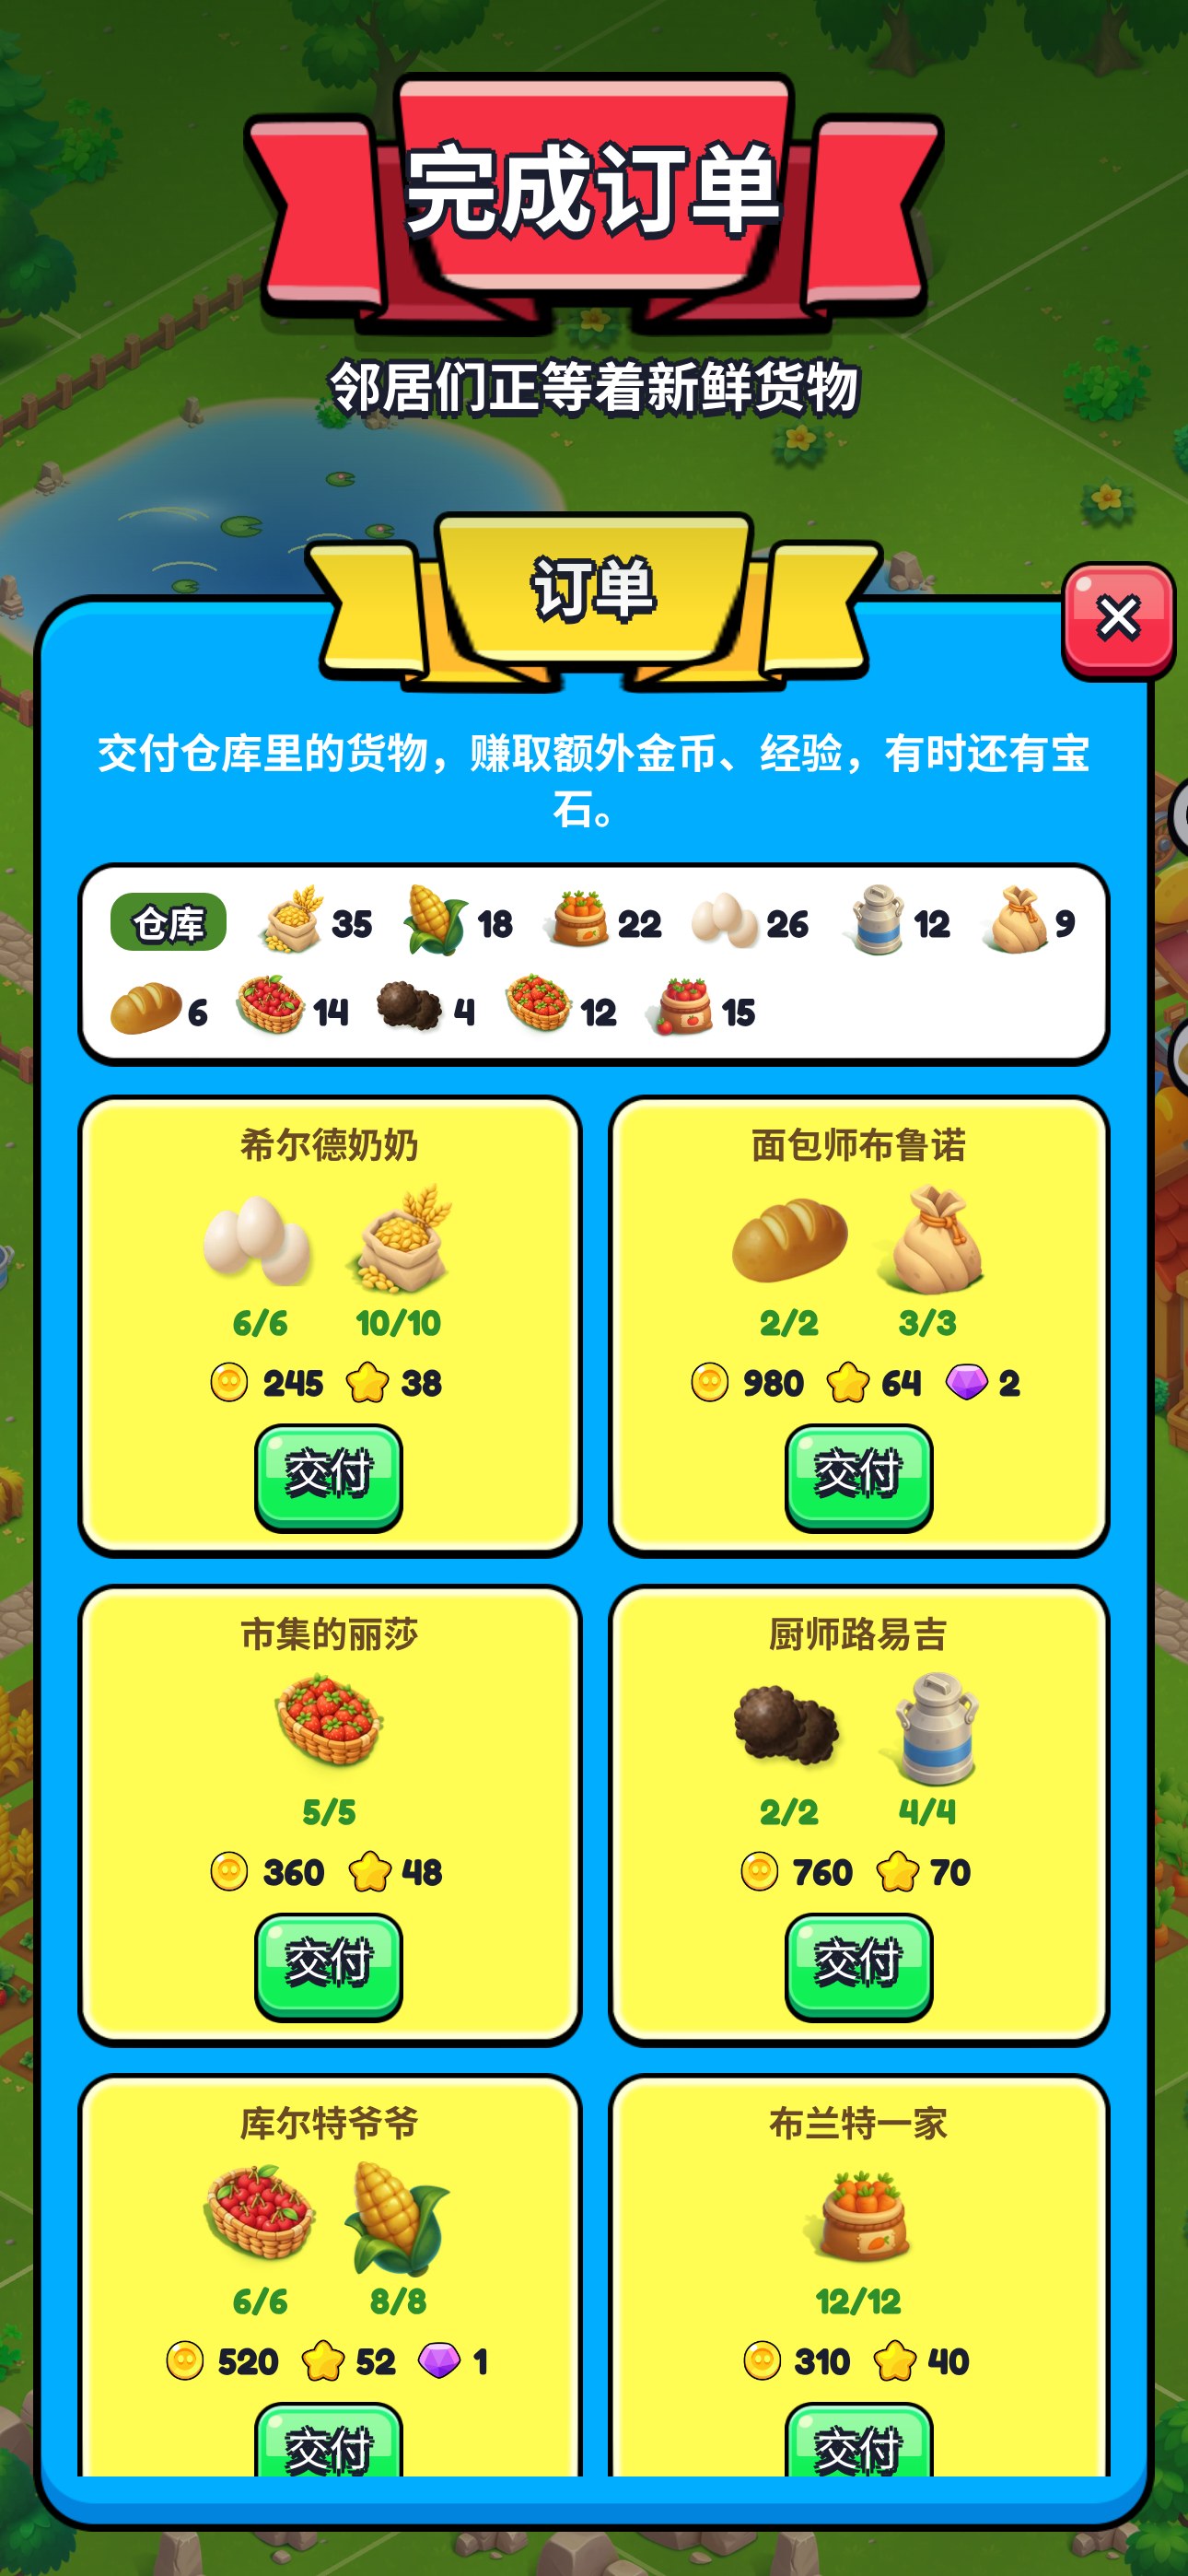 完成订单
邻居们正等着新鲜货物
订单
交付仓库里的货物，赚取额外金币、经验，有时还有宝
石。
仓库 35 18 22 26 12 9
6 14 4 12 15
希尔德奶奶
6/6 10/10
245 38
交付
面包师布鲁诺
2/2 3/3
980 64 2
交付
市集的丽莎
5/5
360 48
交付
厨师路易吉
2/2 4/4
760 70
交付
库尔特爷爷
6/6 8/8
520 52 1
交付
布兰特一家
12/12
310 40
交付